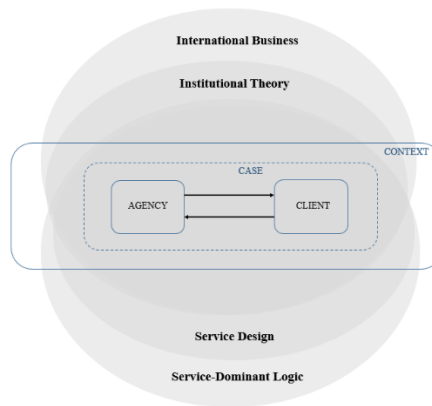 International Business
Institutional Theory
CONTEXT
CASE
AGENCY
CLIENT
Service Design
Service-Dominant Logic